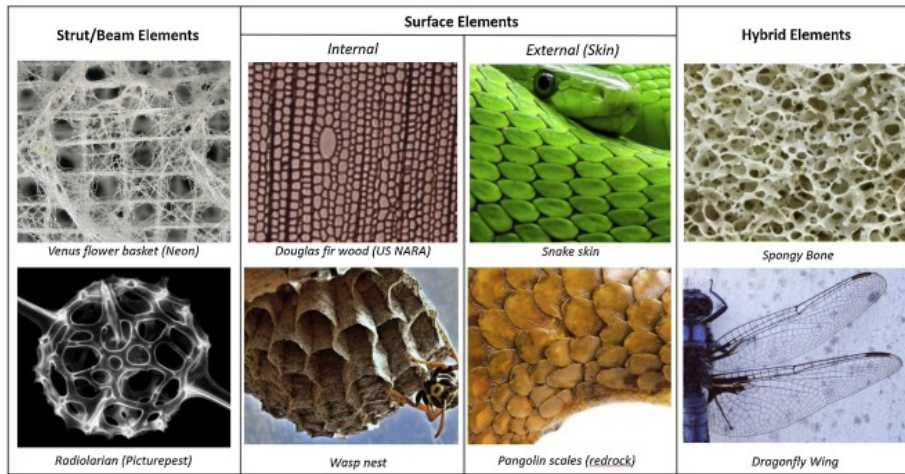 Strut/Beam Elements
Surface Elements
Internal
External (Skin)
Hybrid Elements
Venus flower basket (Neon)
Douglas fir wood (US NARA)
Snake skin
Spongy Bone
Radiolarian (Picturepest)
Wasp nest
Pangolin scales (redrock)
Dragonfly Wing